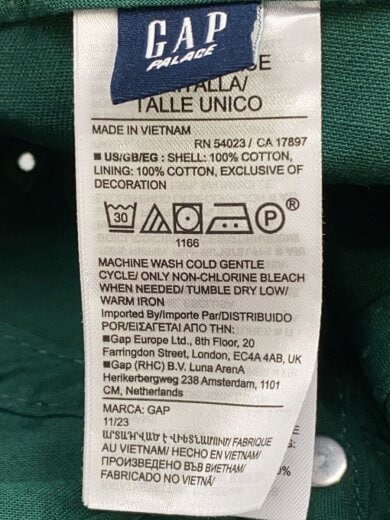 GAP
PALACE
TALLA/
TALLE UNICO
MADE IN VIETNAM
RN 54023 / CA 17897
■ US/GB/EG : SHELL: 100% COTTON,
LINING: 100% COTTON, EXCLUSIVE OF
DECORATION
30 P ®
1166
MACHINE WASH COLD GENTLE
CYCLE/ ONLY NON-CHLORINE BLEACH
WHEN NEEDED/ TUMBLE DRY LOW/
WARM IRON
Imported By/Importe Par/DISTRIBUIDO
POR/ΕΙΣΑΓΕΤΑΙ ΑΠΟ ΤΗΝ:
■Gap Europe Ltd., 8th Floor, 20
Farringdon Street, London, EC4A 4AB, UK
■Gap (RHC) B.V. Luna ArenA
Herikerbergweg 238 Amsterdam, 1101
CM, Netherlands
MARCA: GAP
11/23
ԱՐՏԱԴՐՎԱԾ Է ՎԻԵՏՆԱՄՈՒՄ/ FABRIQUE
AU VIETNAM/ HECHO EN VIETNAM/
ПРОИЗВЕДЕНО ВЪВ ВИЕТНАМ/
FABRICADO NO VIETNÃ/